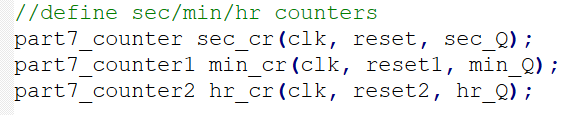 //define sec/min/hr counters
part7_counter sec_cr(clk, reset, sec_Q);
part7_counter1 min_cr(clk, reset1, min_Q);
part7_counter2 hr_cr(clk, reset2, hr_Q);